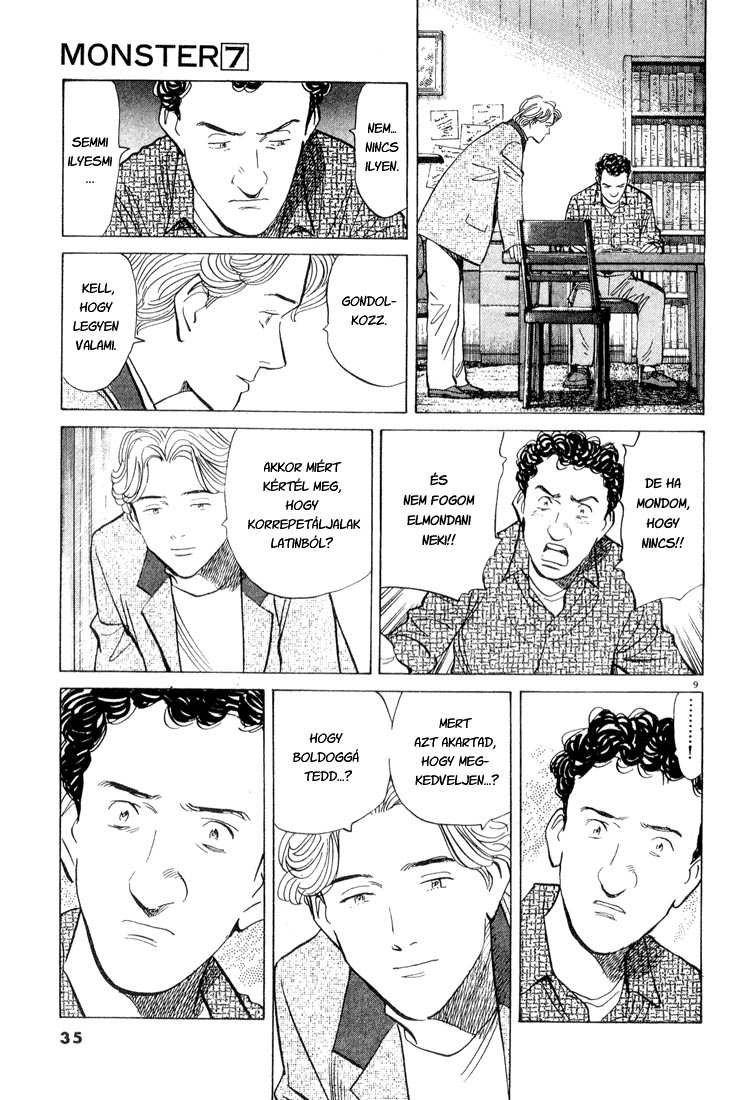 MONSTER 7
NEM...
NINCS
ILYEN.
SEMMI
ILYESMI
...
GONDOL-
KOZZ.
KELL,
HOGY
LEGYEN
VALAMI.
DE HA
MONDOM,
HOGY
NINCS!!
ÉS
NEM FOGOM
ELMONDANI
NEKI!!
AKKOR MIÉRT
KÉRTÉL MEG,
HOGY
KORREPETÁLJALAK
LATINBÓL?
9
.........
MERT
AZT AKARTAD,
HOGY MEG-
KEDVELJEN...?
HOGY
BOLDOGGÁ
TEDD...?
35